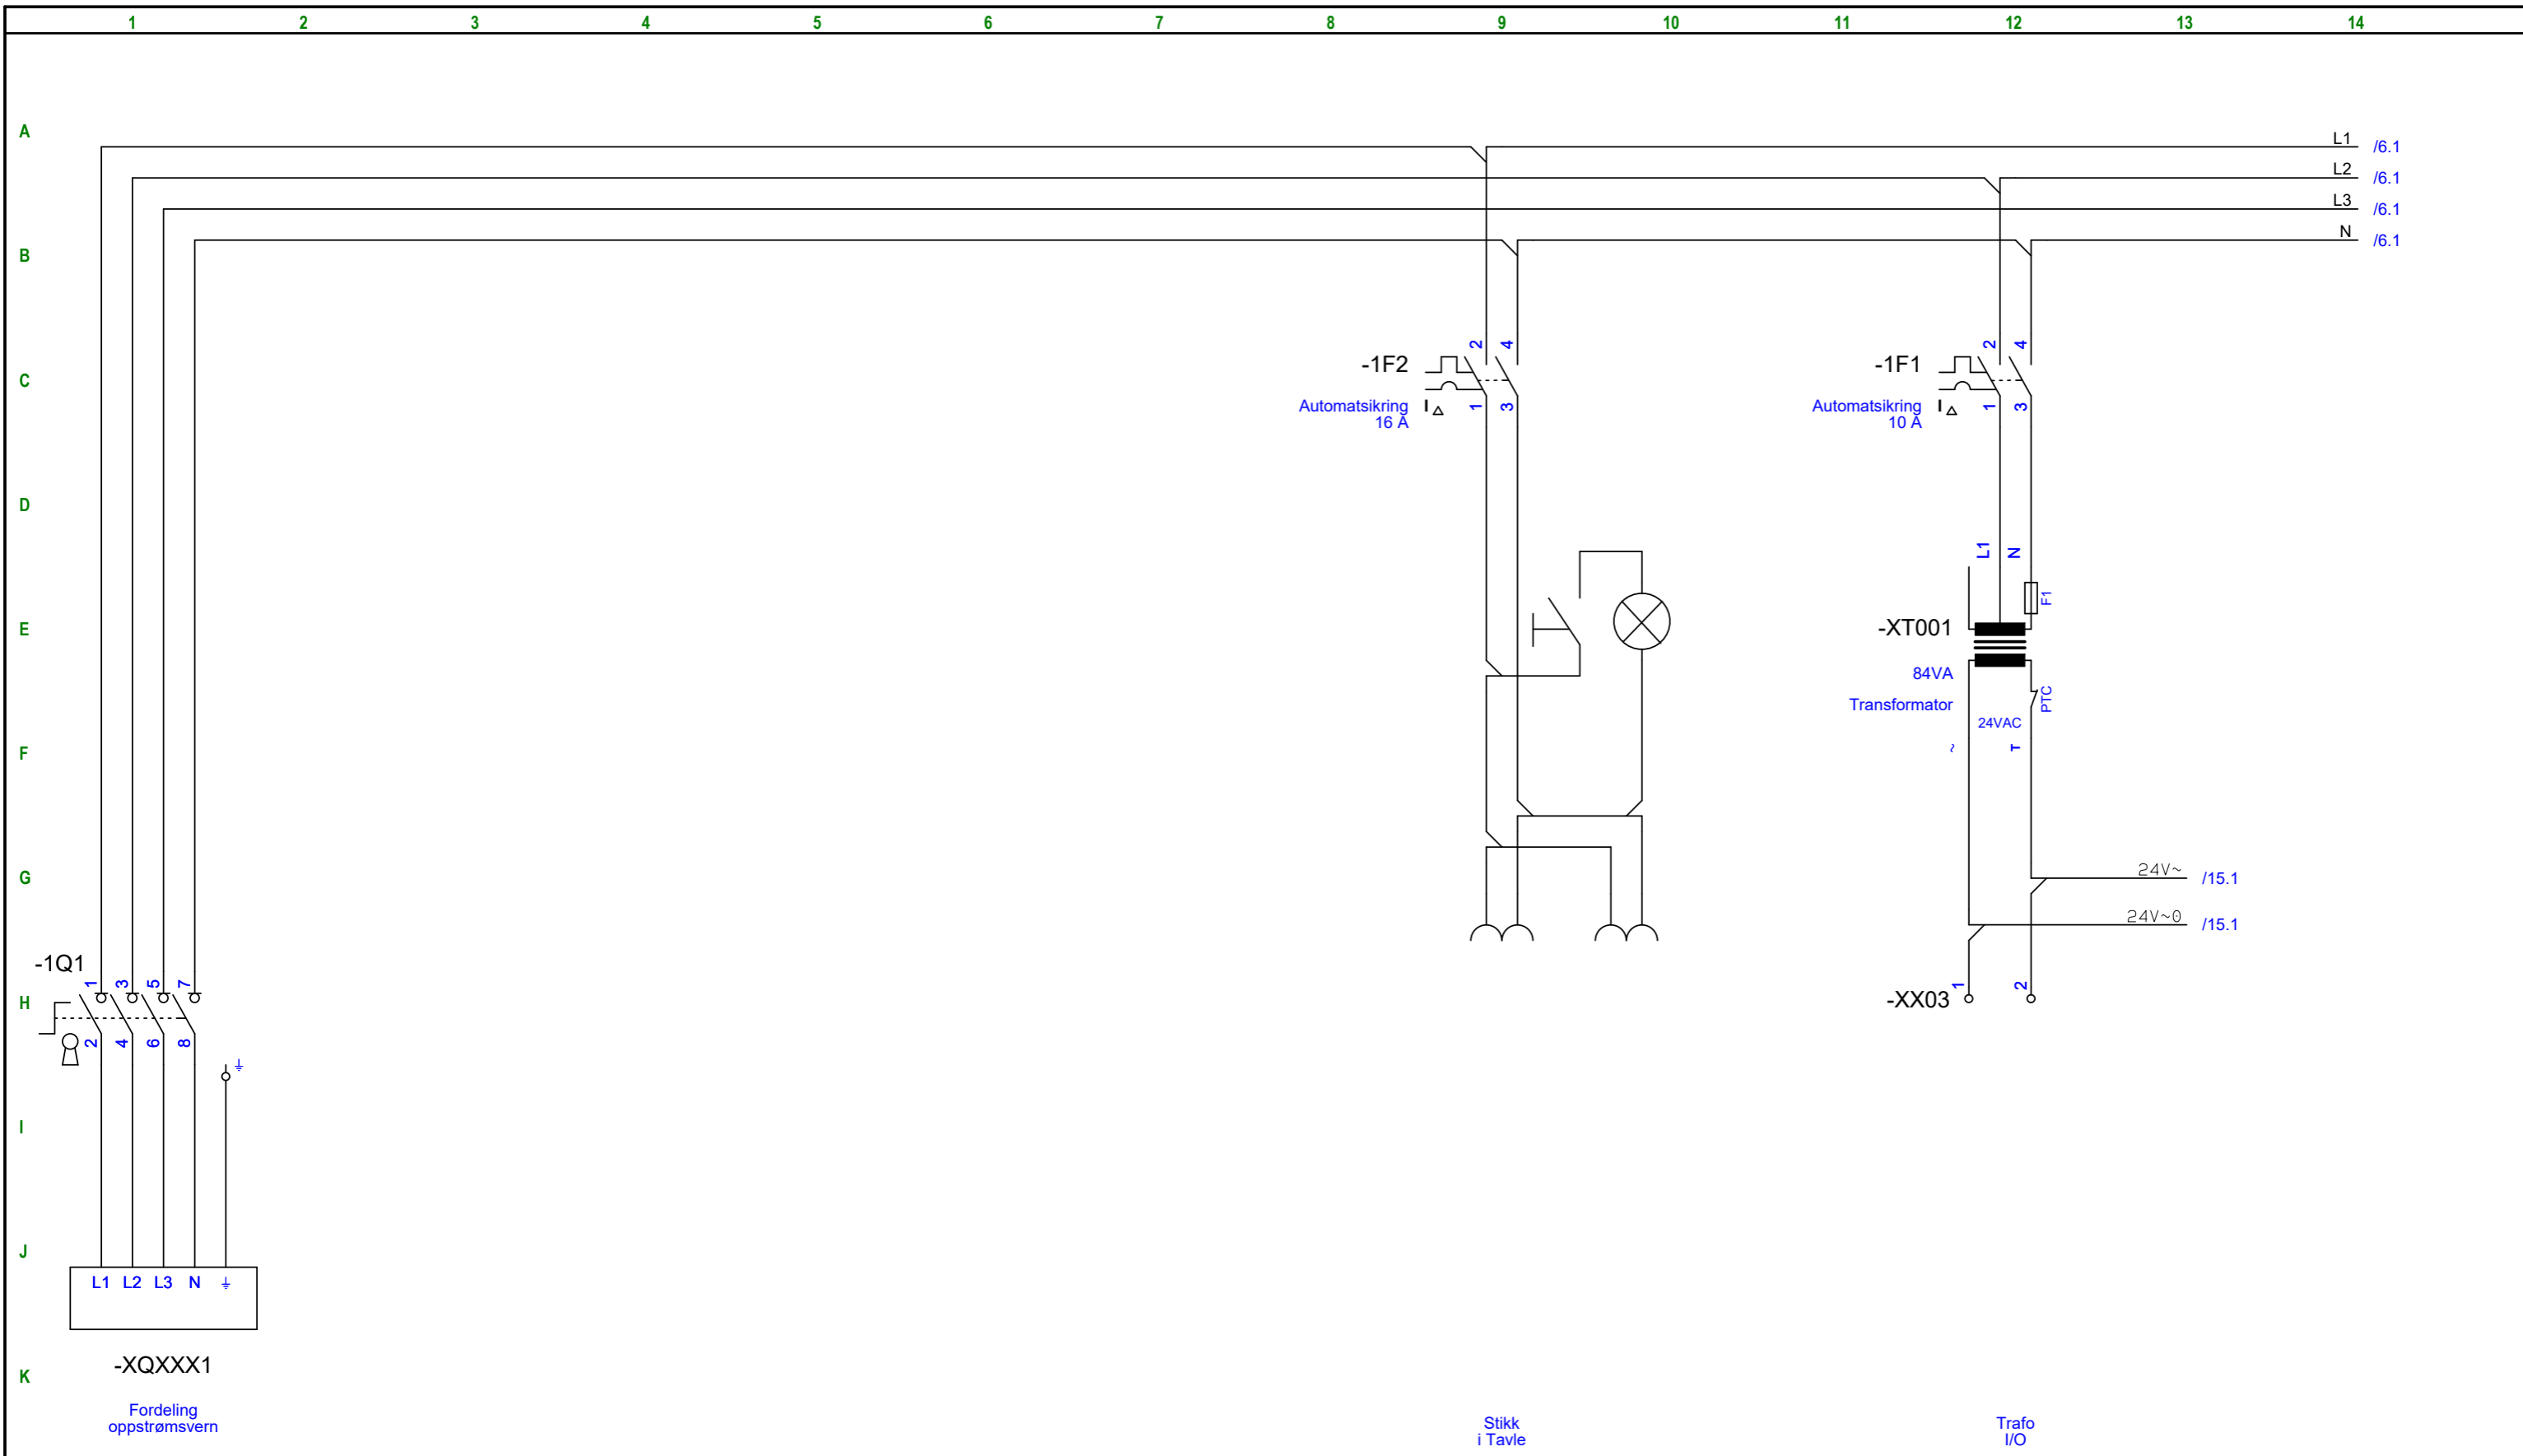 1 2 3 4 5 6 7 8 9 10 11 12 13 14
A
L1 /6.1
L2 /6.1
L3 /6.1
B
N /6.1
C
-1F2
2 4
Automatsikring
16 A
I △
1 3
-1F1
2 4
Automatsikring
10 A
I △
1 3
D
L1 N
F1
E
-XT001
84VA
PTC
Transformator
24VAC
F
~ T
G
24V~ /15.1
24V~0 /15.1
-1Q1
1 3 5 7
H
2 4 6 8
-XX03
1 2
⏚
I
J
L1 L2 L3 N ⏚
-XQXXX1
K
Fordeling
oppstrømsvern
Stikk
i Tavle
Trafo
I/O